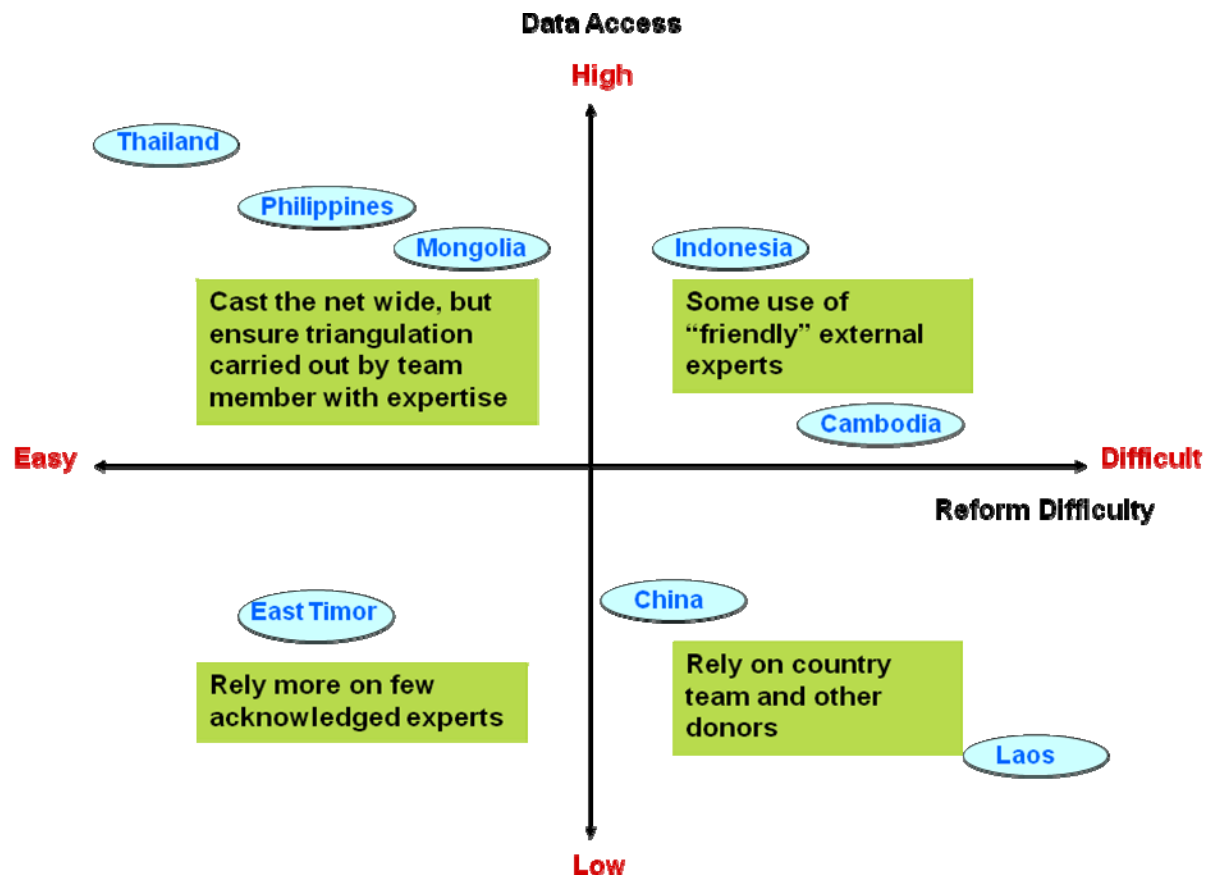 Data Access
High
Thailand
Philippines
Mongolia
Indonesia
Cast the net wide, but
ensure triangulation
carried out by team
member with expertise
Some use of
“friendly” external
experts
Cambodia
Easy
Difficult
Reform Difficulty
East Timor
China
Rely more on few
acknowledged experts
Rely on country
team and other
donors
Laos
Low